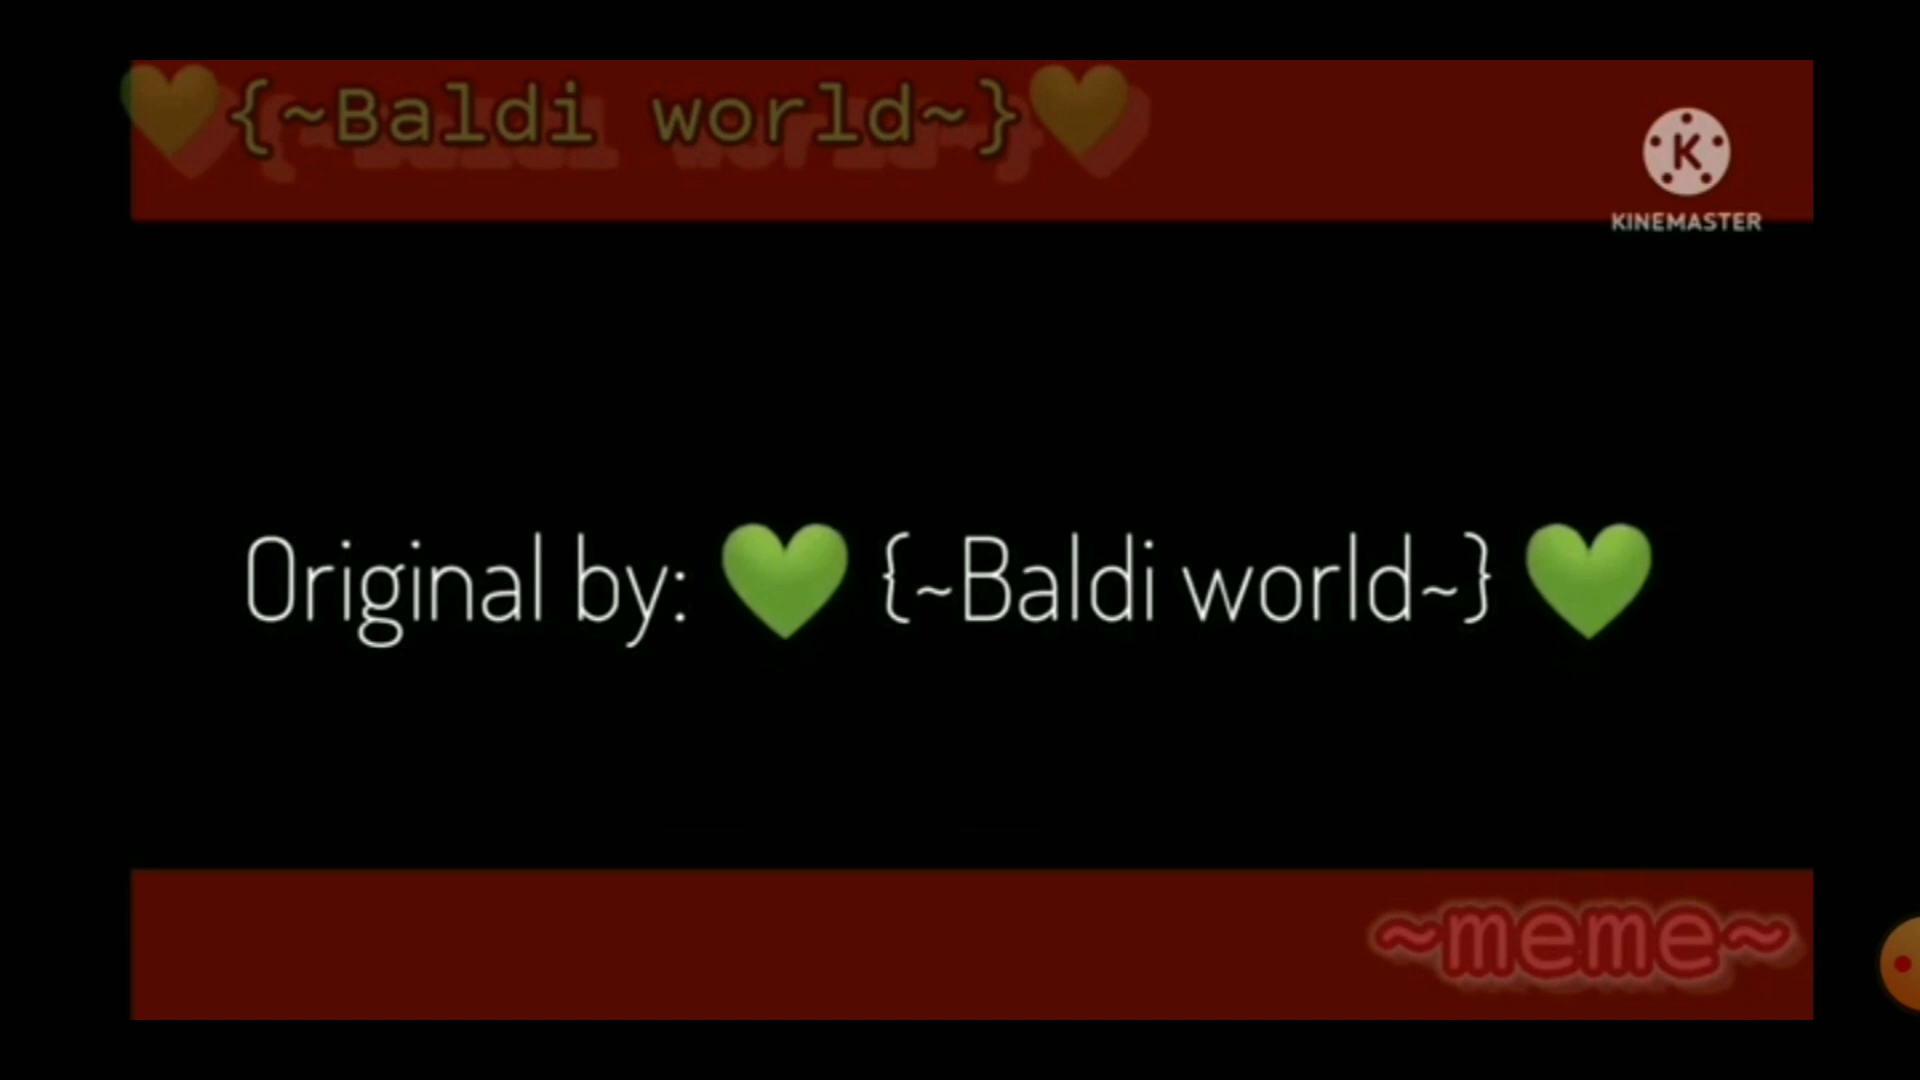 💚{~Baldi world~}💚
K
KINEMASTER
Original by: 💚 {~Baldi world~} 💚
~meme~